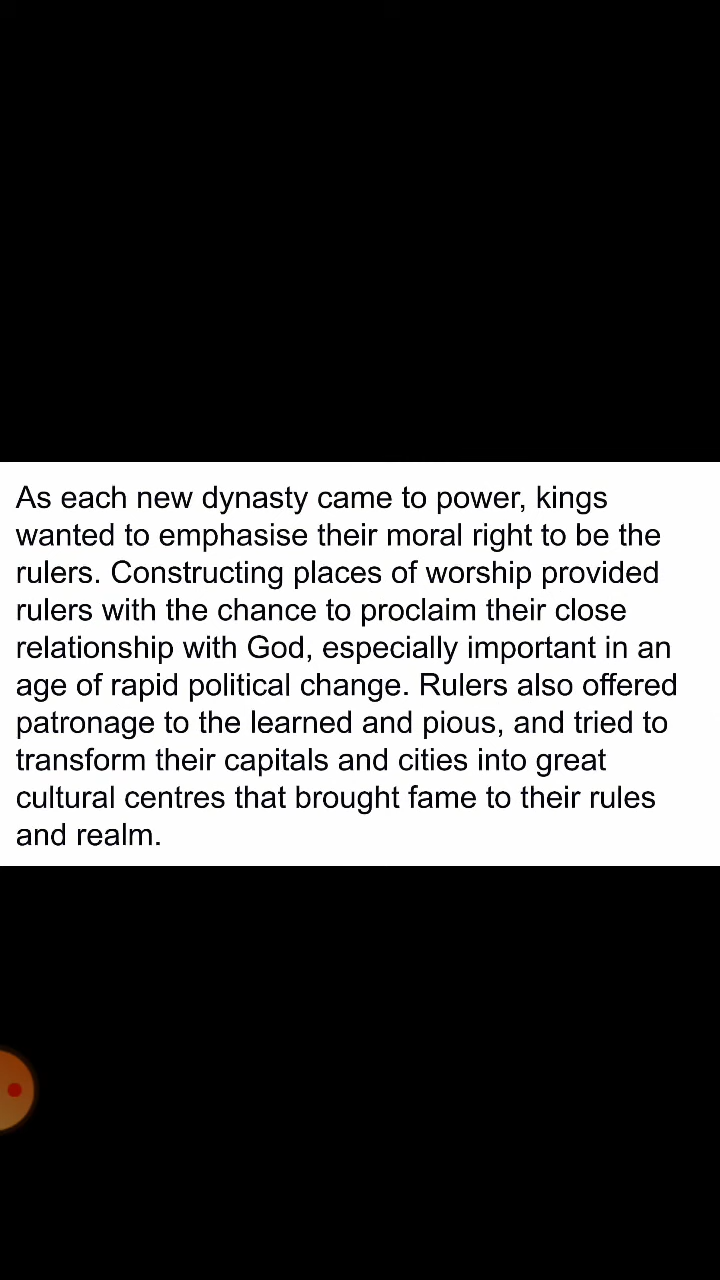 As each new dynasty came to power, kings
wanted to emphasise their moral right to be the
rulers. Constructing places of worship provided
rulers with the chance to proclaim their close
relationship with God, especially important in an
age of rapid political change. Rulers also offered
patronage to the learned and pious, and tried to
transform their capitals and cities into great
cultural centres that brought fame to their rules
and realm.